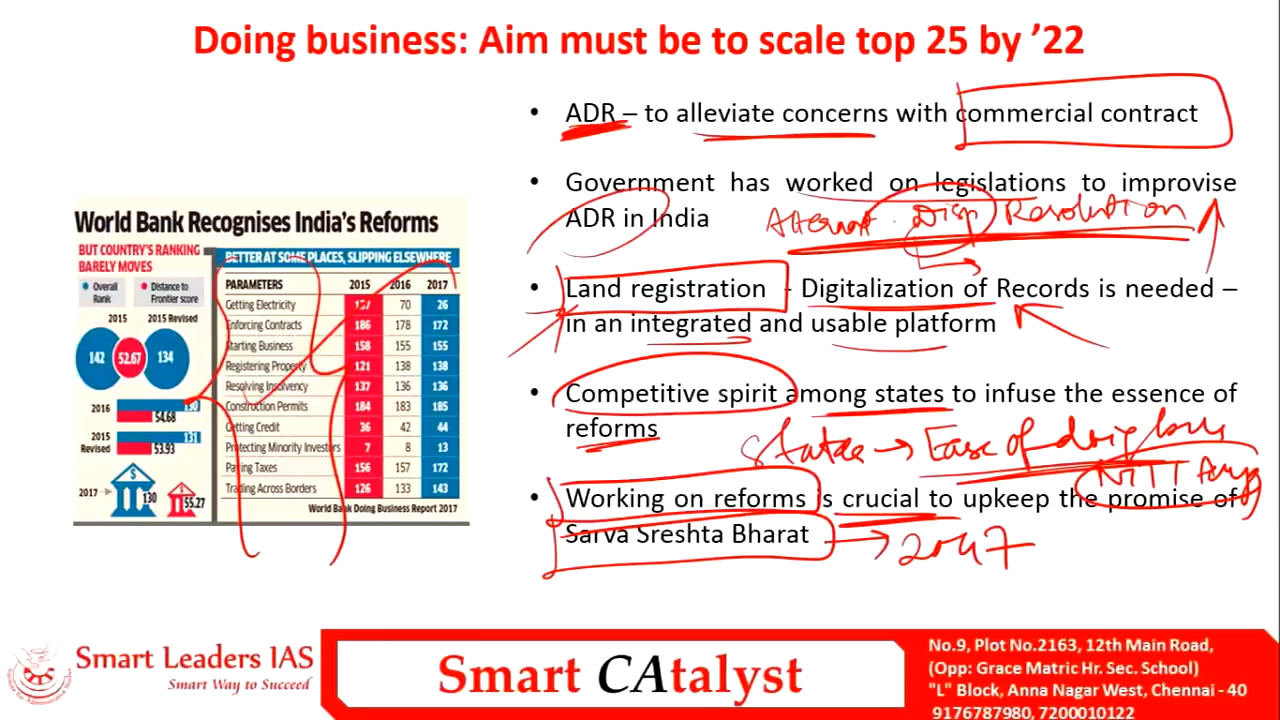 Doing business: Aim must be to scale top 25 by ’22
• ADR – to alleviate concerns with commercial contract
• Government has worked on legislations to improvise
ADR in India
Alternat Disp Resolution
• Land registration - Digitalization of Records is needed –
in an integrated and usable platform
• Competitive spirit among states to infuse the essence of
reforms
States → Ease of doig bus
NITI Aayog
• Working on reforms is crucial to upkeep the promise of
Sarva Sreshta Bharat
→ 2047
World Bank Recognises India's Reforms
BUT COUNTRY'S RANKING
BARELY MOVES
Overall Rank
Distance to Frontier score
2015 2015 Revised
142 52.67 134
2016 130
54.68
2015 Revised 131
53.93
2017 $ 130 55.27
BETTER AT SOME PLACES, SLIPPING ELSEWHERE
PARAMETERS 2015 2016 2017
Getting Electricity 137 70 26
Enforcing Contracts 186 178 172
Starting Business 158 155 155
Registering Property 121 138 138
Resolving Insolvency 137 136 136
Construction Permits 184 183 185
Getting Credit 36 42 44
Protecting Minority Investers 7 8 13
Paying Taxes 156 157 172
Trading Across Borders 126 133 143
World Bank Doing Business Report 2017
Smart Leaders IAS
Smart Way to Succeed
Smart CAtalyst
No.9, Plot No.2163, 12th Main Road,
(Opp: Grace Matric Hr. Sec. School)
"L" Block, Anna Nagar West, Chennai - 40
9176787980, 7200010122